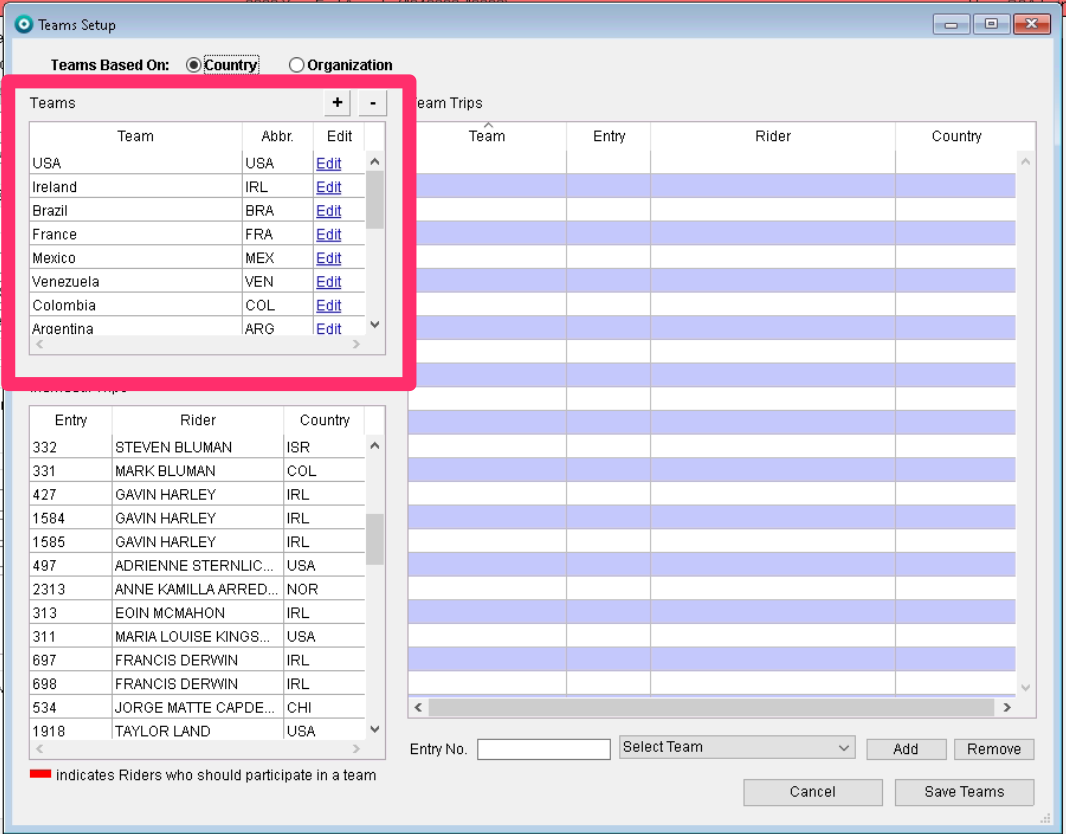 Teams Setup
Teams Based On: Country Organization
Teams + -
Team Abbr. Edit
USA USA Edit
Ireland IRL Edit
Brazil BRA Edit
France FRA Edit
Mexico MEX Edit
Venezuela VEN Edit
Colombia COL Edit
Argentina ARG Edit
Team Trips
Team Entry Rider Country
Entry Rider Country
332 STEVEN BLUMAN ISR
331 MARK BLUMAN COL
427 GAVIN HARLEY IRL
1584 GAVIN HARLEY IRL
1585 GAVIN HARLEY IRL
497 ADRIENNE STERNLIC... USA
2313 ANNE KAMILLA ARRED... NOR
313 EOIN MCMAHON IRL
311 MARIA LOUISE KINGS... USA
697 FRANCIS DERWIN IRL
698 FRANCIS DERWIN IRL
534 JORGE MATTE CAPDE... CHI
1918 TAYLOR LAND USA
indicates Riders who should participate in a team
Entry No. Select Team Add Remove
Cancel Save Teams